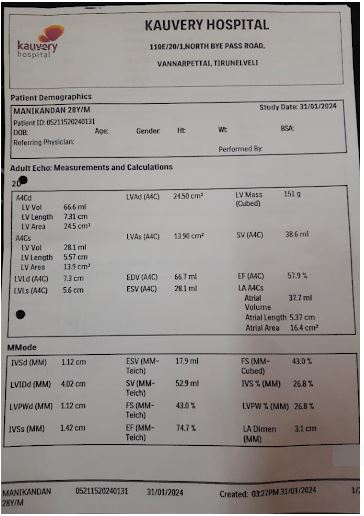 kauvery
hospital
KAUVERY HOSPITAL
110E/20/1,NORTH BYE PASS ROAD,
VANNARPETTAI, TIRUNELVELI
Patient Demographics
MANIKANDAN 28Y/M Study Date: 31/01/2024
Patient ID: 05211520240131
DOB: Age: Gender: Ht: Wt: BSA:
Referring Physician: Performed By:
Adult Echo: Measurements and Calculations
2D
A4Cd LVAd (A4C) 24.50 cm² LV Mass (Cubed) 151 g
LV Vol 66.6 ml
LV Length 7.31 cm
LV Area 24.5 cm²
A4Cs LVAs (A4C) 13.90 cm² SV (A4C) 38.6 ml
LV Vol 28.1 ml
LV Length 5.57 cm
LV Area 13.9 cm²
LVLd (A4C) 7.3 cm EDV (A4C) 66.7 ml EF (A4C) 57.9 %
LVLs (A4C) 5.6 cm ESV (A4C) 28.1 ml LA A4Cs
Atrial Volume 37.7 ml
Atrial Length 5.37 cm
Atrial Area 16.4 cm²
MMode
IVSd (MM) 1.12 cm ESV (MM-Teich) 17.9 ml FS (MM-Cubed) 43.0 %
LVIDd (MM) 4.02 cm SV (MM-Teich) 52.9 ml IVS % (MM) 26.8 %
LVPWd (MM) 1.12 cm FS (MM-Teich) 43.0 % LVPW % (MM) 26.8 %
IVSs (MM) 1.42 cm EF (MM-Teich) 74.7 % LA Dimen (MM) 3.1 cm
MANIKANDAN 05211520240131 31/01/2024 Created: 03:27PM 31/01/2024
28Y/M